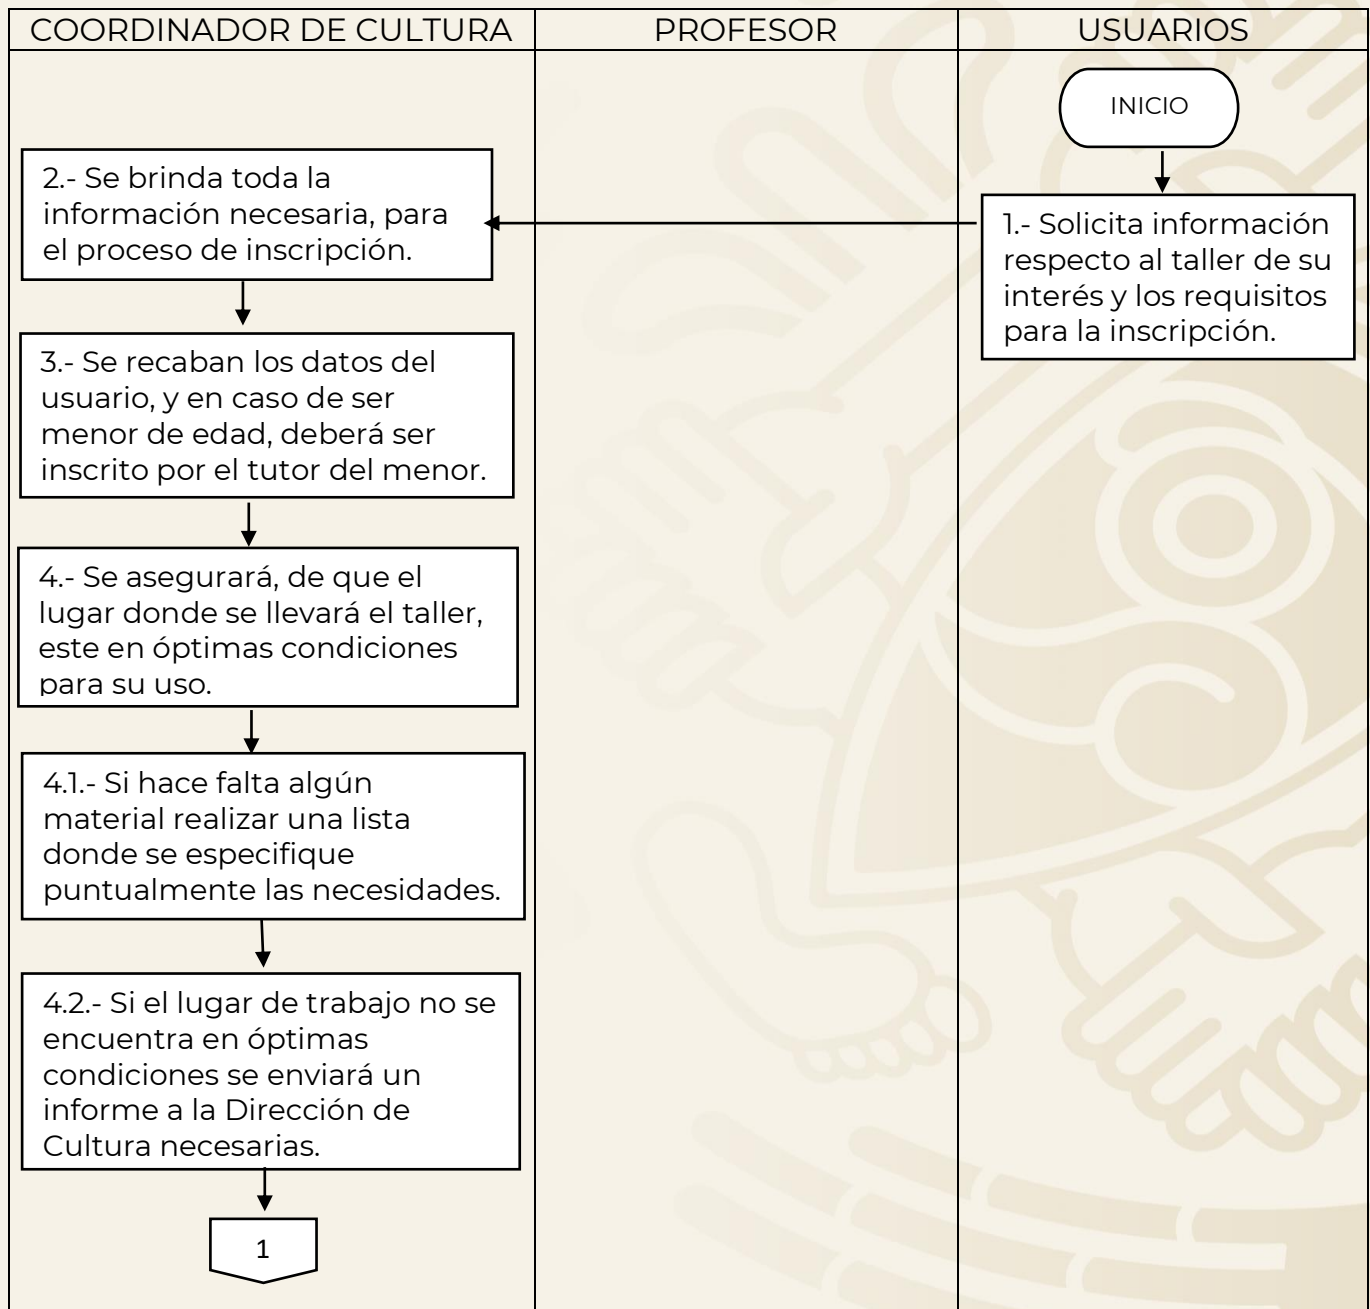 COORDINADOR DE CULTURA
PROFESOR
USUARIOS
INICIO
1.- Solicita información
respecto al taller de su
interés y los requisitos
para la inscripción.
2.- Se brinda toda la
información necesaria, para
el proceso de inscripción.
3.- Se recaban los datos del
usuario, y en caso de ser
menor de edad, deberá ser
inscrito por el tutor del menor.
4.- Se asegurará, de que el
lugar donde se llevará el taller,
este en óptimas condiciones
para su uso.
4.1.- Si hace falta algún
material realizar una lista
donde se especifique
puntualmente las necesidades.
4.2.- Si el lugar de trabajo no se
encuentra en óptimas
condiciones se enviará un
informe a la Dirección de
Cultura necesarias.
1